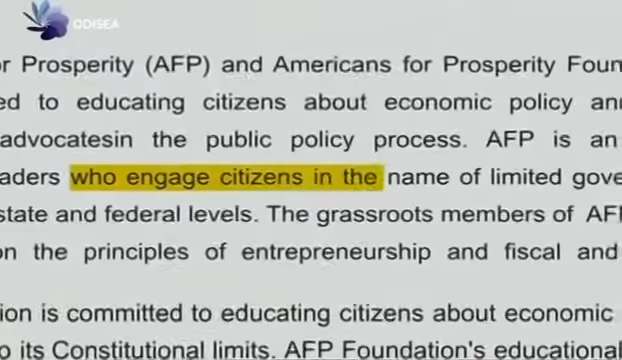 ODISEA
or Prosperity (AFP) and Americans for Prosperity Foun
ed to educating citizens about economic policy an
advocatesin the public policy process. AFP is an
aders who engage citizens in the name of limited gove
state and federal levels. The grassroots members of AF
on the principles of entrepreneurship and fiscal and
ion is committed to educating citizens about economic
o its Constitutional limits. AFP Foundation's educational